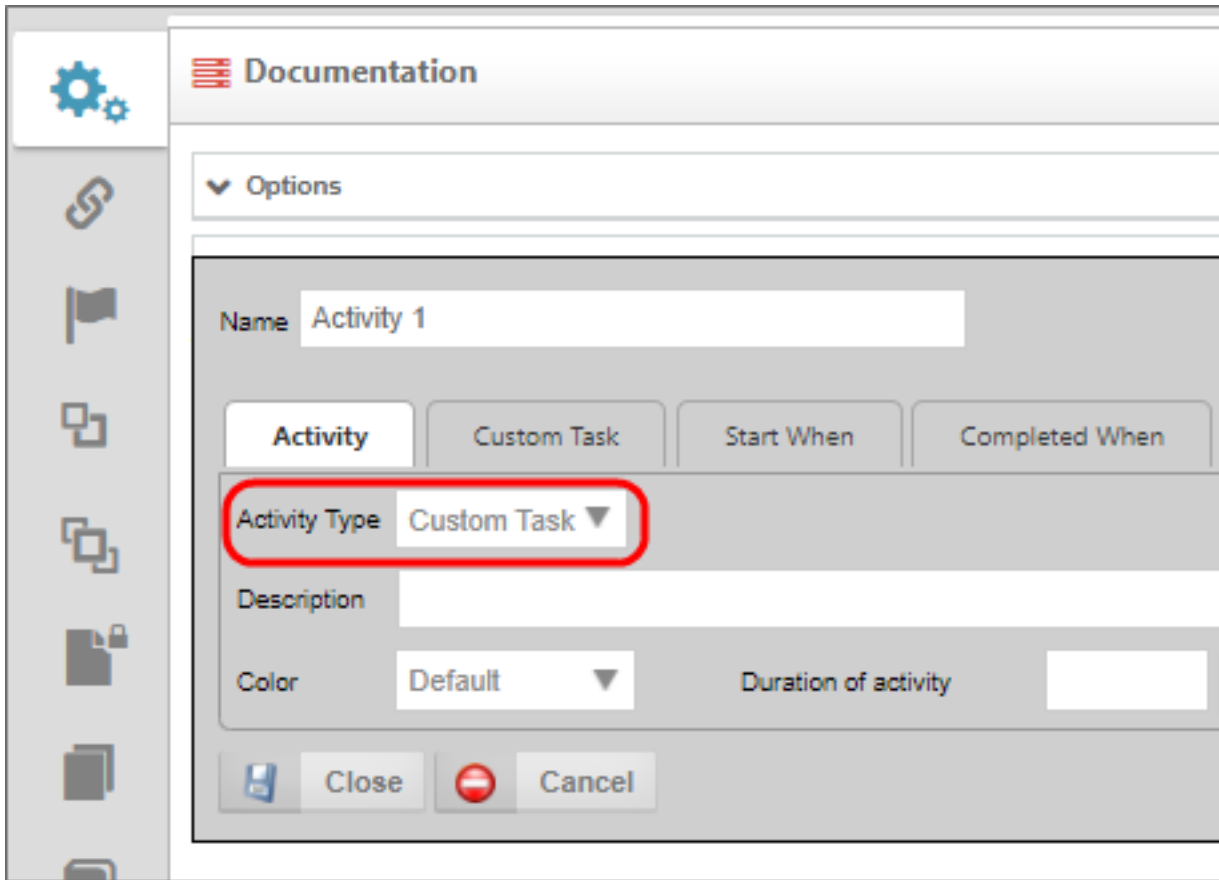 Documentation
Options
Name Activity 1
Activity Custom Task Start When Completed When
Activity Type Custom Task
Description
Color Default Duration of activity
Close Cancel